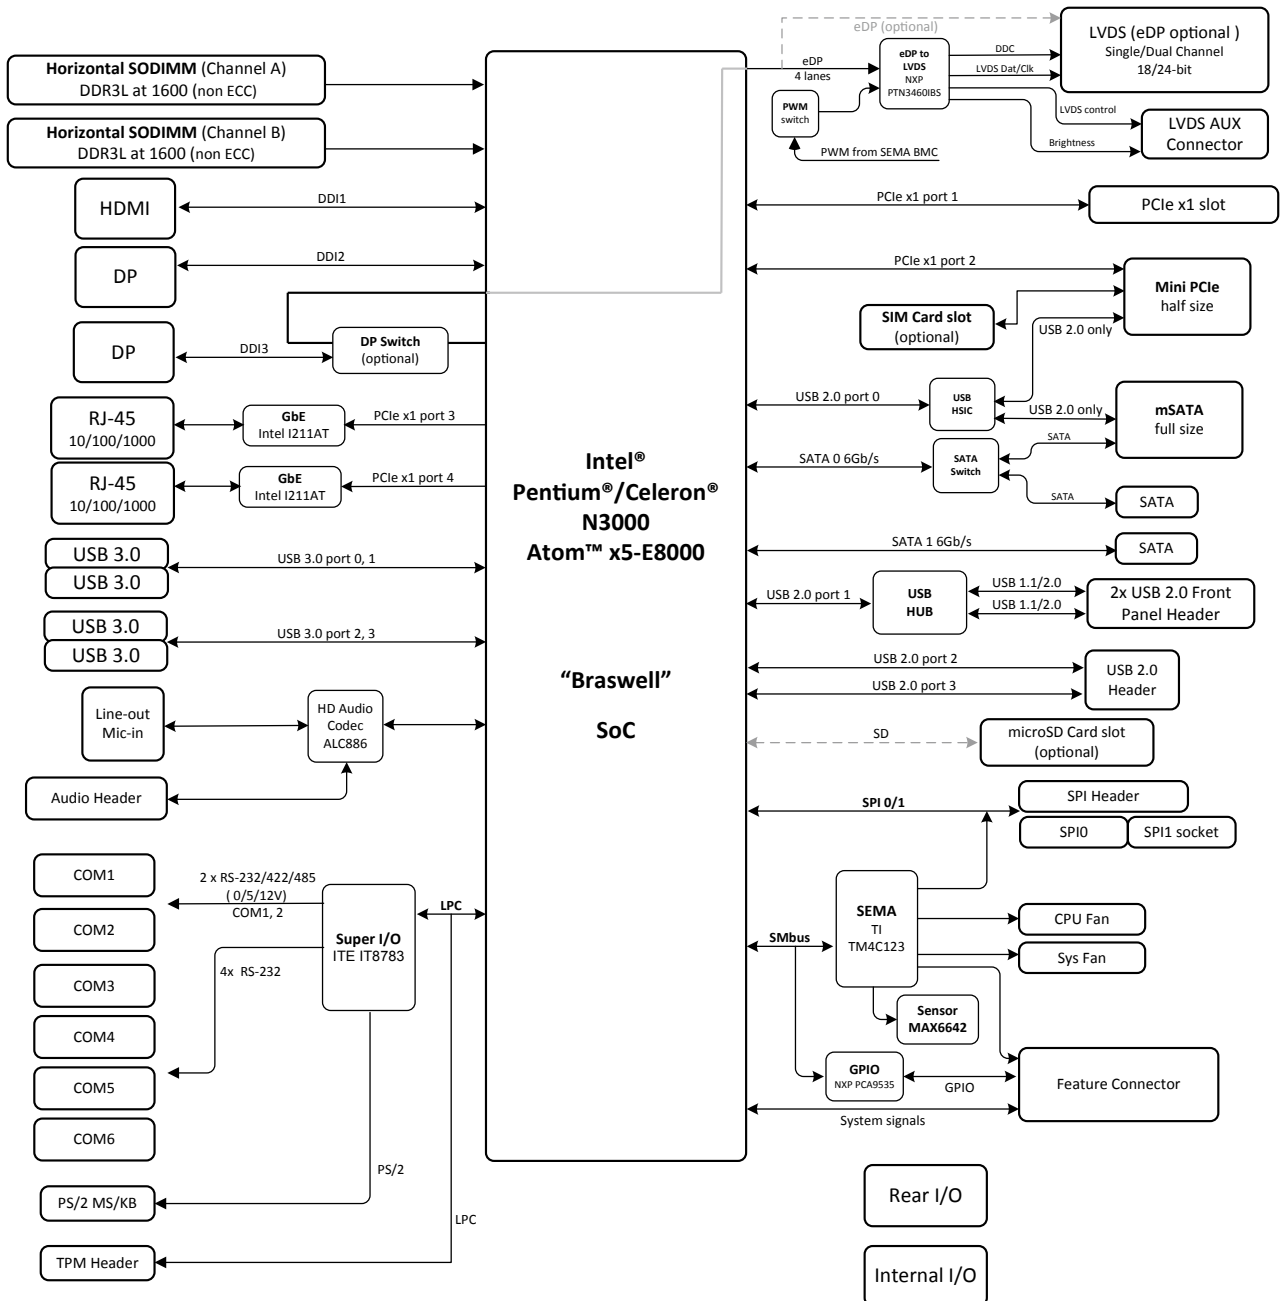 Horizontal SODIMM (Channel A)
DDR3L at 1600 (non ECC)
Horizontal SODIMM (Channel B)
DDR3L at 1600 (non ECC)
HDMI
DDI1
DP
DDI2
DP
DDI3
DP Switch
(optional)
RJ-45
10/100/1000
GbE
Intel I211AT
PCIe x1 port 3
RJ-45
10/100/1000
GbE
Intel I211AT
PCIe x1 port 4
USB 3.0
USB 3.0
USB 3.0 port 0, 1
USB 3.0
USB 3.0
USB 3.0 port 2, 3
Line-out
Mic-in
HD Audio
Codec
ALC886
Audio Header
COM1
COM2
COM3
COM4
COM5
COM6
2 x RS-232/422/485
( 0/5/12V)
COM1, 2
4x RS-232
Super I/O
ITE IT8783
LPC
PS/2
LPC
PS/2 MS/KB
TPM Header
Intel®
Pentium®/Celeron®
N3000
Atom™ x5-E8000
“Braswell”
SoC
eDP (optional)
eDP
4 lanes
eDP to
LVDS
NXP
PTN3460IBS
PWM
switch
PWM from SEMA BMC
DDC
LVDS Dat/Clk
LVDS control
Brightness
LVDS (eDP optional )
Single/Dual Channel
18/24-bit
LVDS AUX
Connector
PCIe x1 port 1
PCIe x1 slot
PCIe x1 port 2
Mini PCIe
half size
SIM Card slot
(optional)
USB 2.0 only
USB 2.0 port 0
USB
HSIC
USB 2.0 only
mSATA
full size
SATA 0 6Gb/s
SATA
Switch
SATA
SATA
SATA
SATA 1 6Gb/s
SATA
USB 2.0 port 1
USB
HUB
USB 1.1/2.0
USB 1.1/2.0
2x USB 2.0 Front
Panel Header
USB 2.0 port 2
USB 2.0 port 3
USB 2.0
Header
SD
microSD Card slot
(optional)
SPI 0/1
SPI Header
SPI0
SPI1 socket
SMbus
SEMA
TI
TM4C123
CPU Fan
Sys Fan
Sensor
MAX6642
GPIO
NXP PCA9535
GPIO
Feature Connector
System signals
Rear I/O
Internal I/O